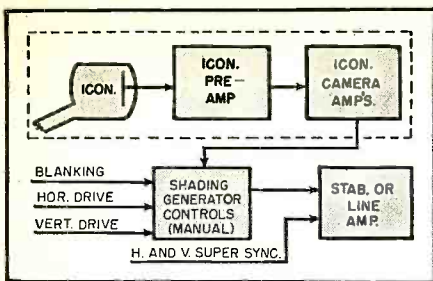 ICON.
ICON.
PRE-
AMP
ICON.
CAMERA
AMP'S.
BLANKING
HOR. DRIVE
VERT. DRIVE
SHADING
GENERATOR
CONTROLS
(MANUAL)
STAB. OR
LINE
AMP.
H. AND V. SUPER SYNC.